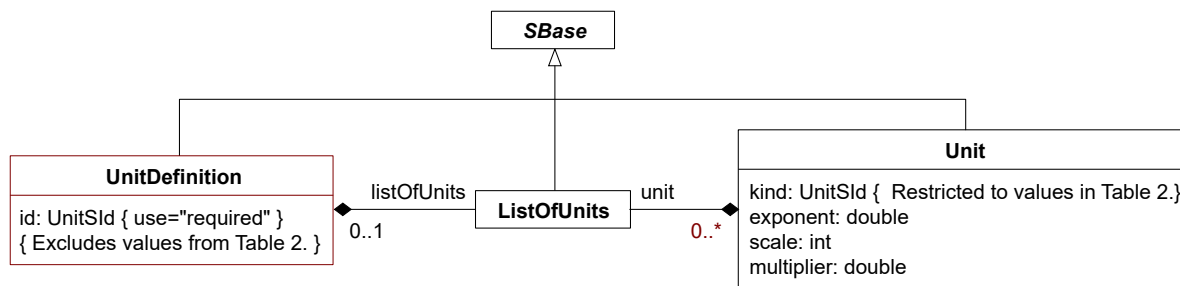 SBase
UnitDefinition
id: UnitSId { use="required" }
{ Excludes values from Table 2. }
listOfUnits
0..1
ListOfUnits
unit
0..*
Unit
kind: UnitSId { Restricted to values in Table 2.}
exponent: double
scale: int
multiplier: double